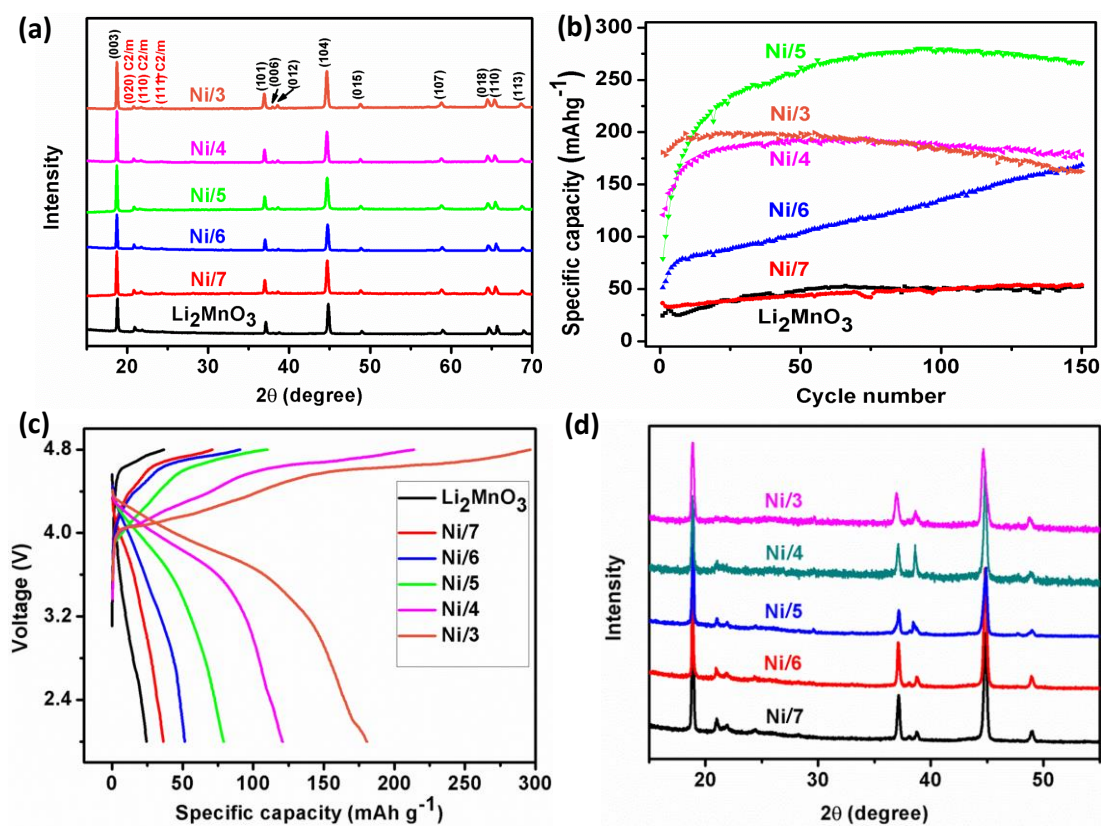 (a)
(003)
(020) C2/m
(110) C2/m
(111) C2/m
(101)
(006)
(012)
(104)
(015)
(107)
(018)
(110)
(113)
Ni/3
Ni/4
Ni/5
Ni/6
Ni/7
Li2MnO3
Intensity
20 30 40 50 60 70
2θ (degree)
(b)
Ni/5
Ni/3
Ni/4
Ni/6
Ni/7
Li2MnO3
Specific capacity (mAhg-1)
300
250
200
150
100
50
0
0 50 100 150
Cycle number
(c)
Voltage (V)
4.8
4.0
3.2
2.4
Li2MnO3
Ni/7
Ni/6
Ni/5
Ni/4
Ni/3
0 50 100 150 200 250 300
Specific capacity (mAh g-1)
(d)
Ni/3
Ni/4
Ni/5
Ni/6
Ni/7
Intensity
20 30 40 50
2θ (degree)